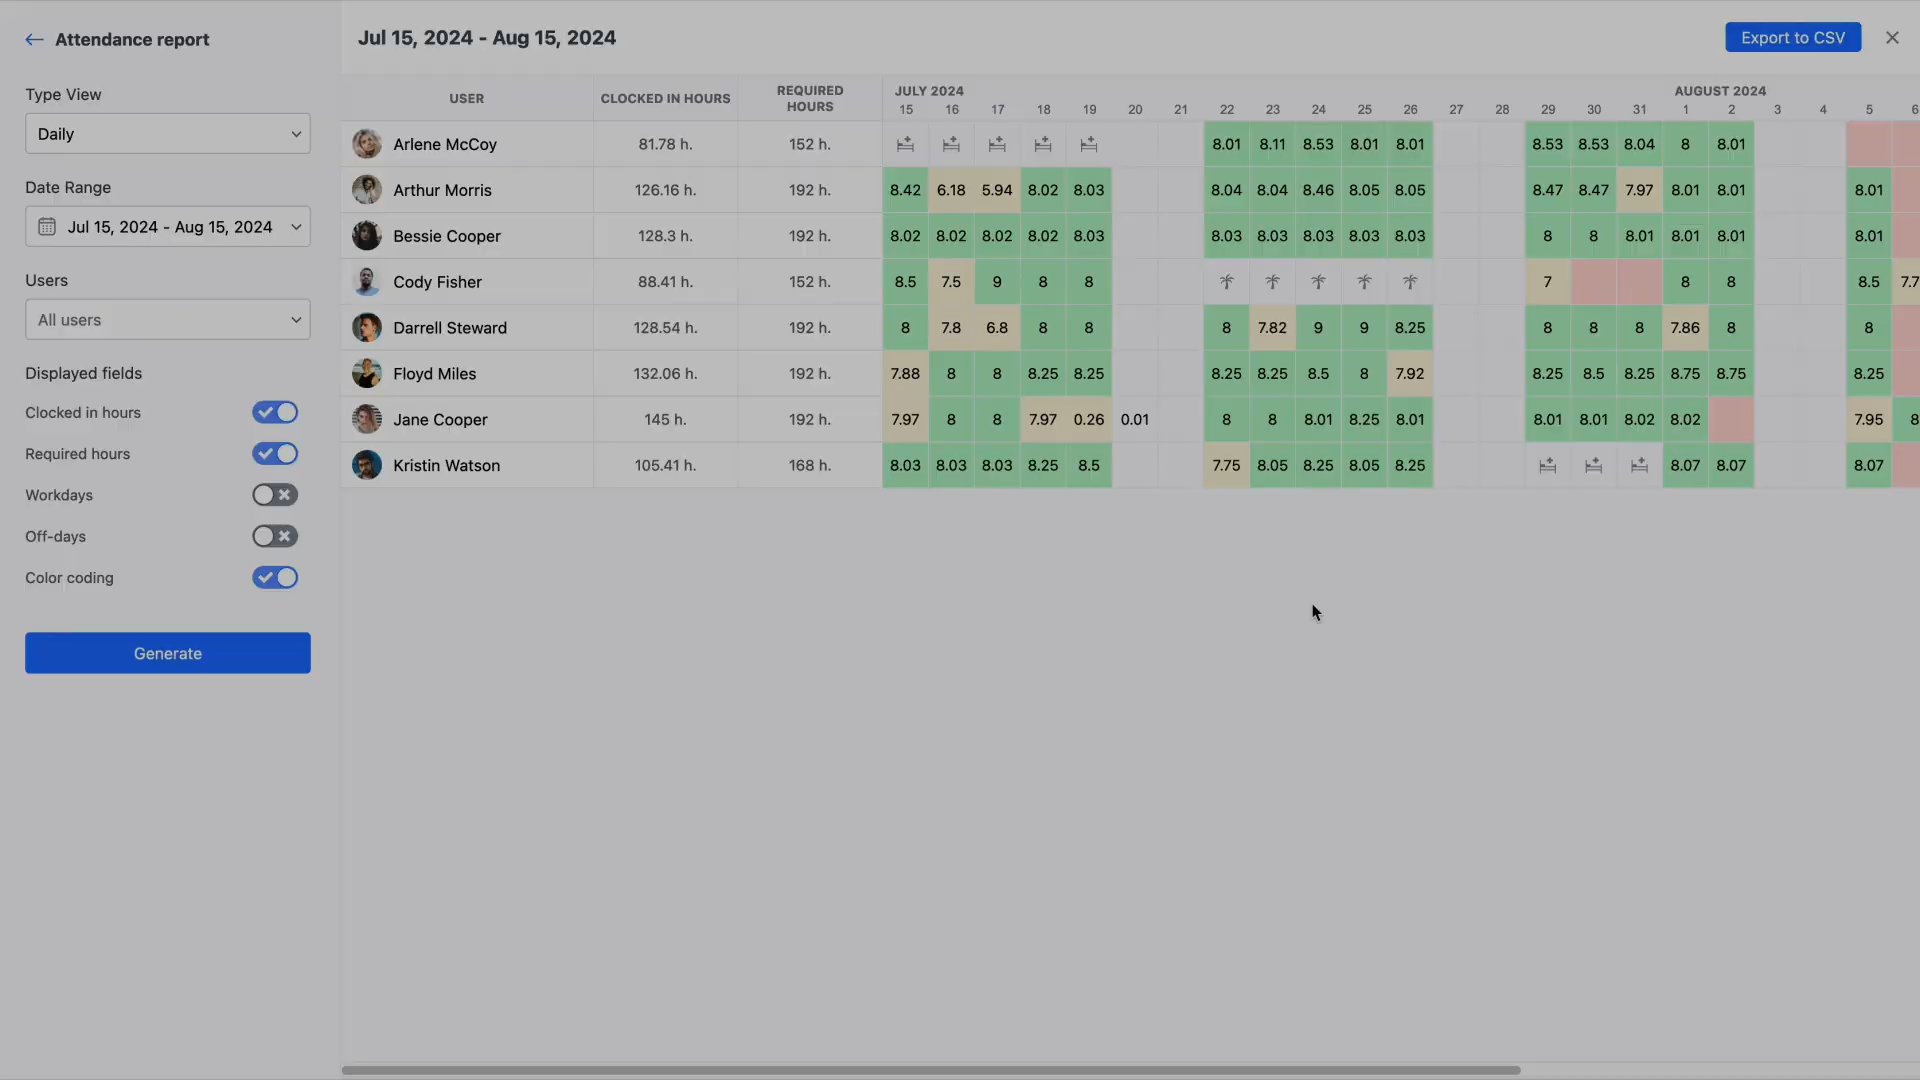 Attendance report
Type View
Daily
Date Range
Jul 15, 2024 - Aug 15, 2024
Users
All users
Displayed fields
Clocked in hours
Required hours
Workdays
Off-days
Color coding
Generate
Jul 15, 2024 - Aug 15, 2024
Export to CSV
USER CLOCKED IN HOURS REQUIRED HOURS JULY 2024 AUGUST 2024
15 16 17 18 19 20 21 22 23 24 25 26 27 28 29 30 31 1 2 3 4 5 6
Arlene McCoy 81.78 h. 152 h. 8.01 8.11 8.53 8.01 8.01 8.53 8.53 8.04 8 8.01
Arthur Morris 126.16 h. 192 h. 8.42 6.18 5.94 8.02 8.03 8.04 8.04 8.46 8.05 8.05 8.47 8.47 7.97 8.01 8.01 8.01
Bessie Cooper 128.3 h. 192 h. 8.02 8.02 8.02 8.02 8.03 8.03 8.03 8.03 8.03 8.03 8 8 8.01 8.01 8.01 8.01
Cody Fisher 88.41 h. 152 h. 8.5 7.5 9 8 8 7 8 8 8.5 7.7
Darrell Steward 128.54 h. 192 h. 8 7.8 6.8 8 8 8 7.82 9 9 8.25 8 8 8 7.86 8 8
Floyd Miles 132.06 h. 192 h. 7.88 8 8 8.25 8.25 8.25 8.25 8.5 8 7.92 8.25 8.5 8.25 8.75 8.75 8.25
Jane Cooper 145 h. 192 h. 7.97 8 8 7.97 0.26 0.01 8 8 8.01 8.25 8.01 8.01 8.01 8.02 8.02 7.95 8
Kristin Watson 105.41 h. 168 h. 8.03 8.03 8.03 8.25 8.5 7.75 8.05 8.25 8.05 8.25 8.07 8.07 8.07